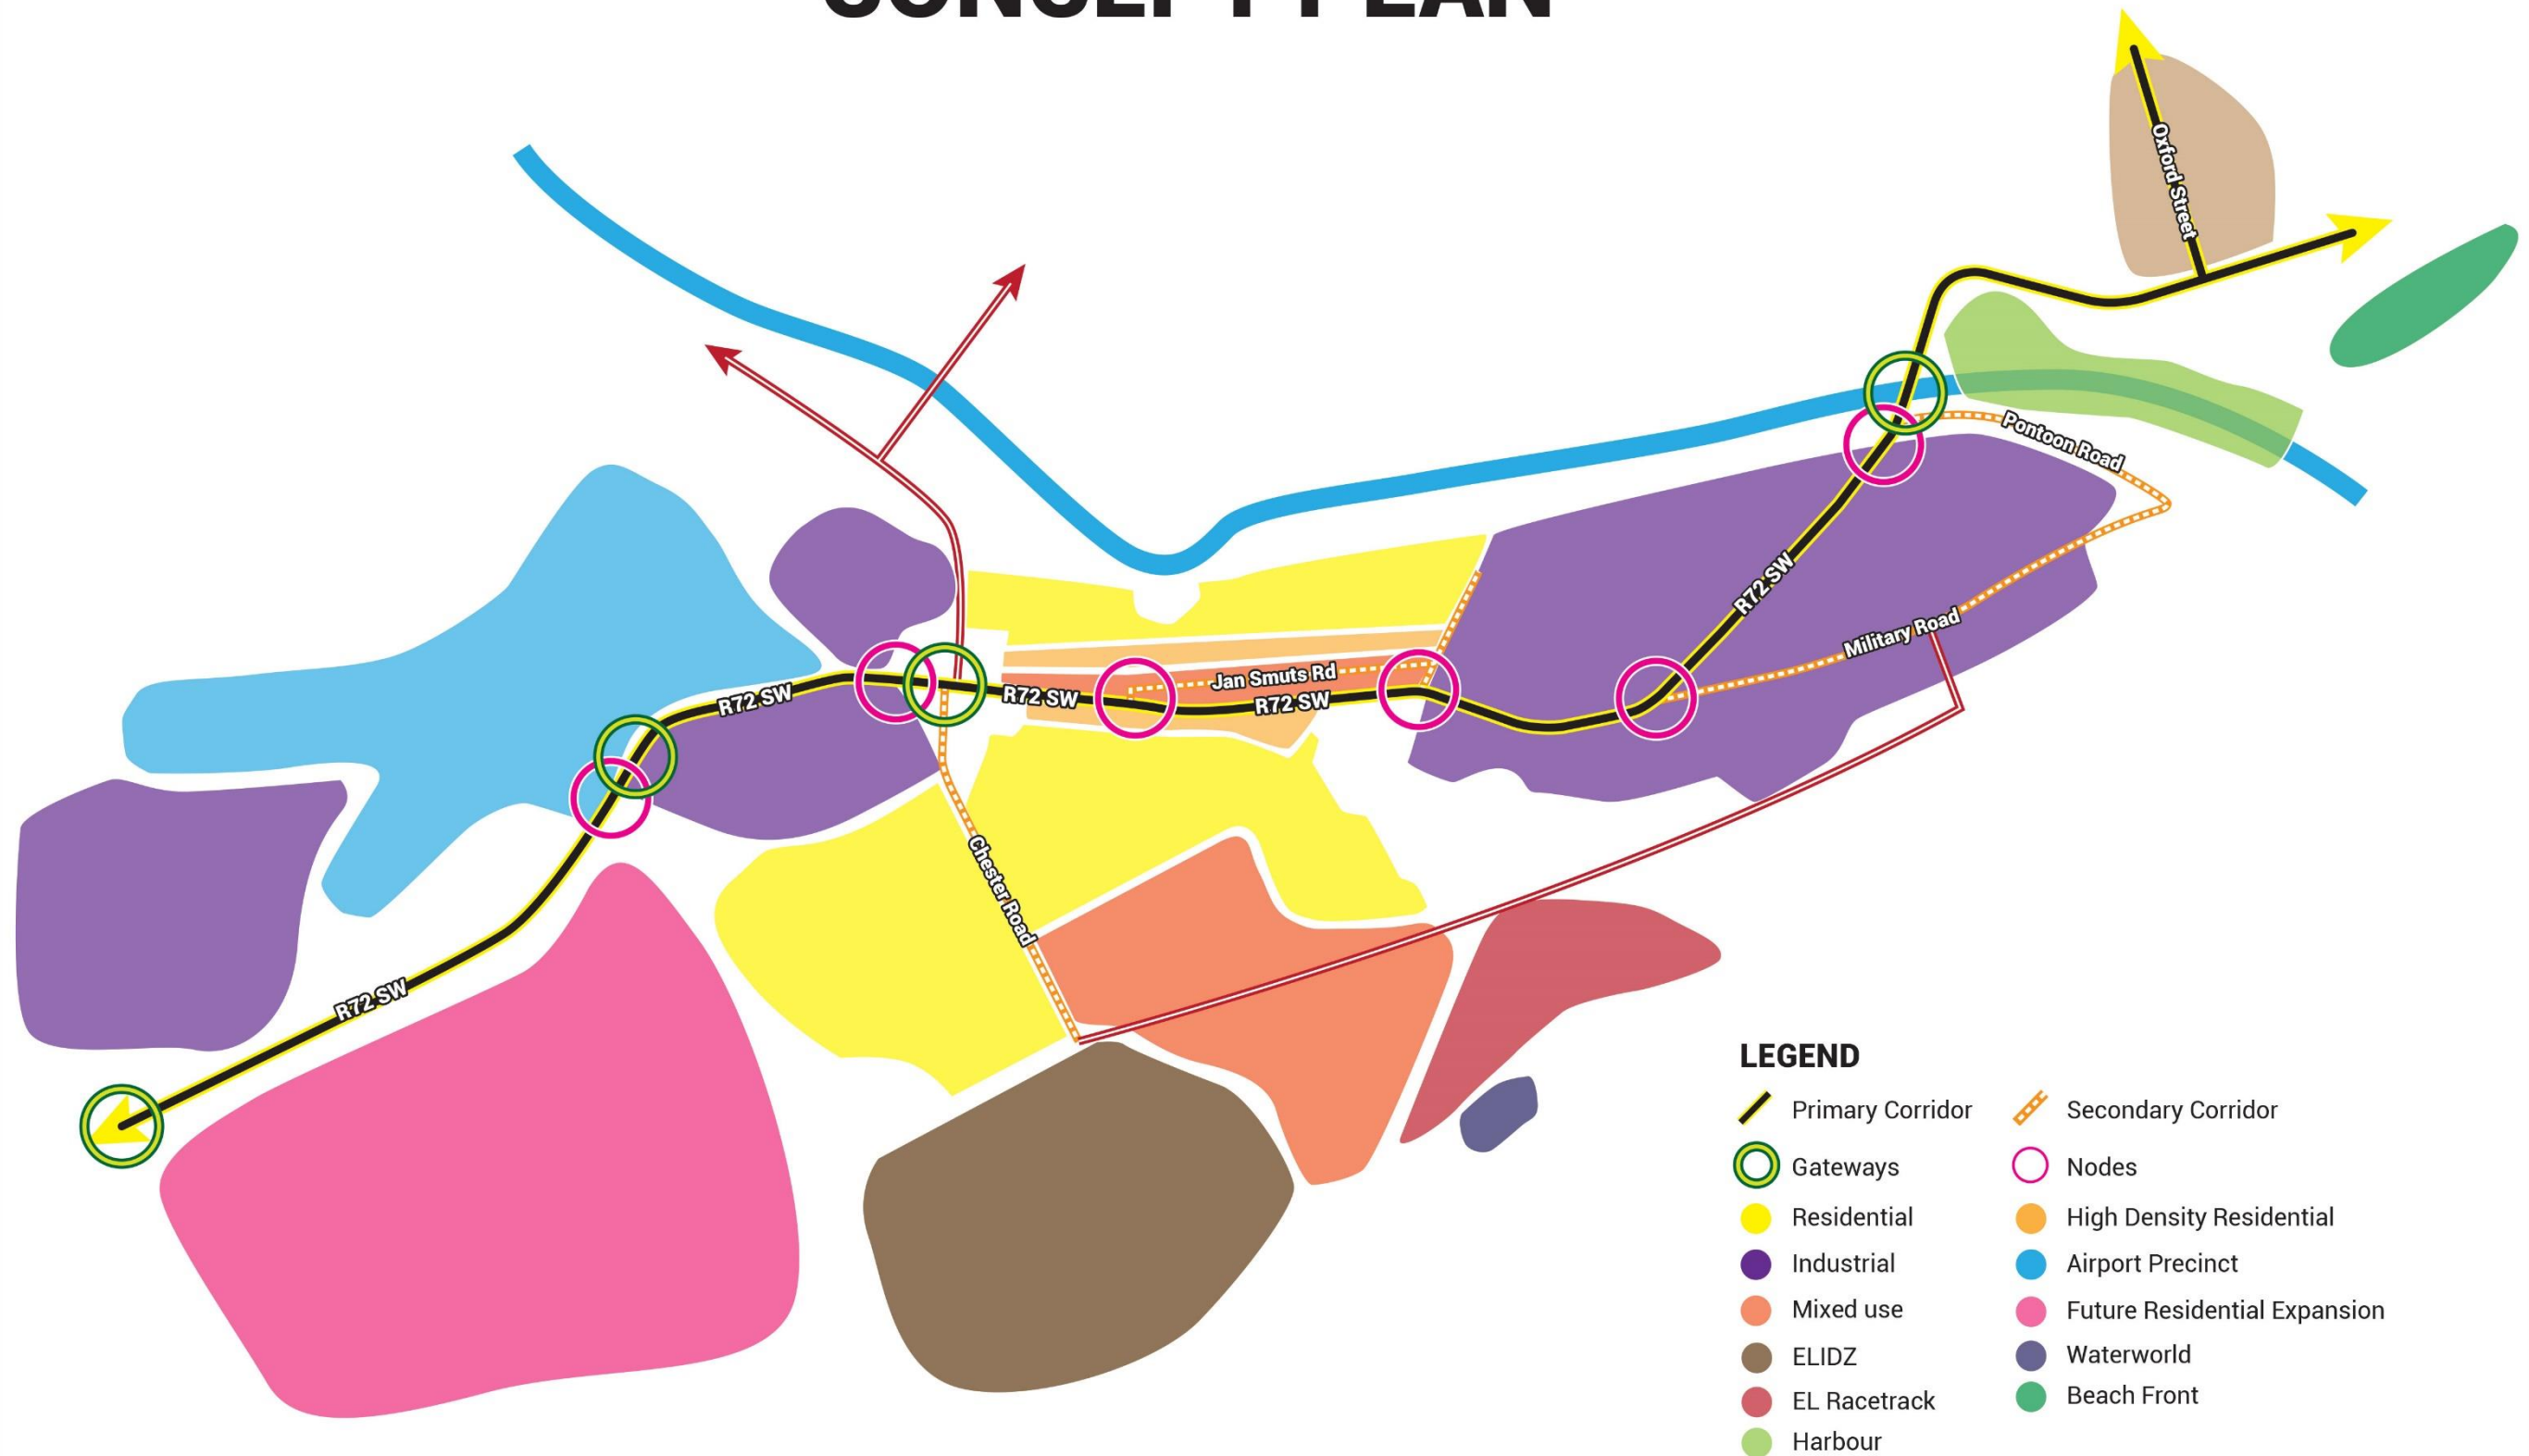 CONCEPT PLAN
Oxford Street
Pontoon Road
R72 SW
Military Road
Jan Smuts Rd
R72 SW
R72 SW
R72 SW
Chester Road
R72 SW
LEGEND
Primary Corridor
Secondary Corridor
Gateways
Nodes
Residential
High Density Residential
Industrial
Airport Precinct
Mixed use
Future Residential Expansion
ELIDZ
Waterworld
EL Racetrack
Beach Front
Harbour